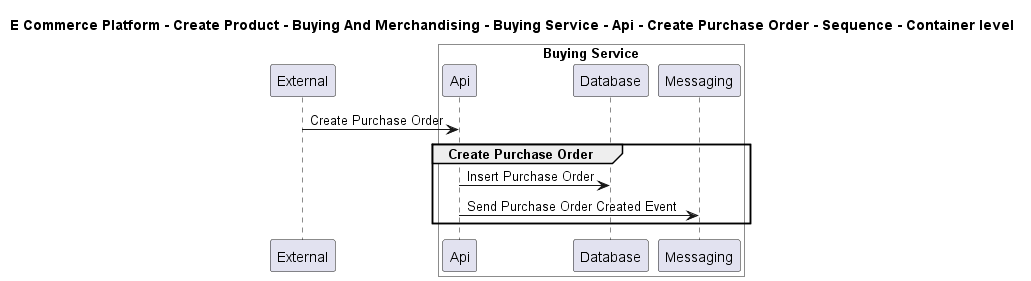 E Commerce Platform - Create Product - Buying And Merchandising - Buying Service - Api - Create Purchase Order - Sequence - Container level
Buying Service
External
Api
Database
Messaging
Create Purchase Order
Create Purchase Order
Insert Purchase Order
Send Purchase Order Created Event
External
Api
Database
Messaging